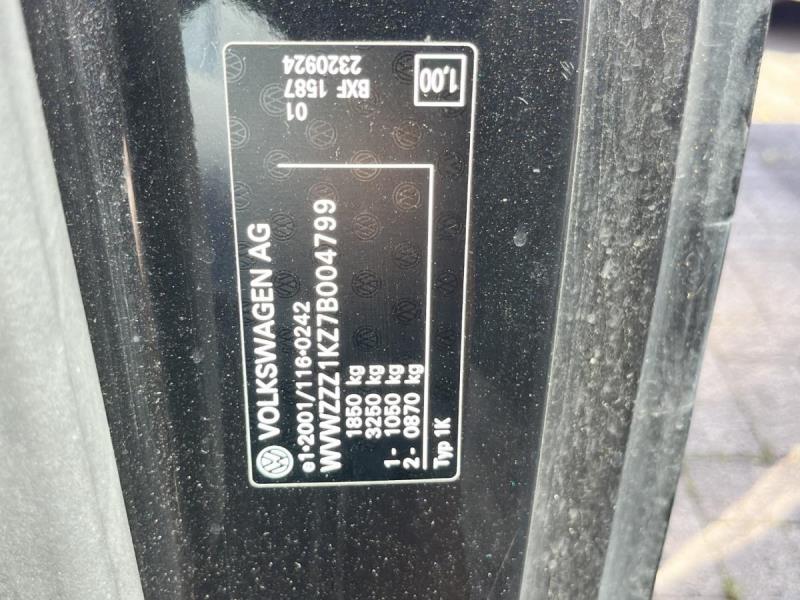 VOLKSWAGEN AG
e1*2001/116*0242
WVWZZZ1KZ7B004799
1850 kg
3250 kg
1- 1050 kg
2- 0870 kg
Typ 1K
01
BXF 1587
2320924
1,00